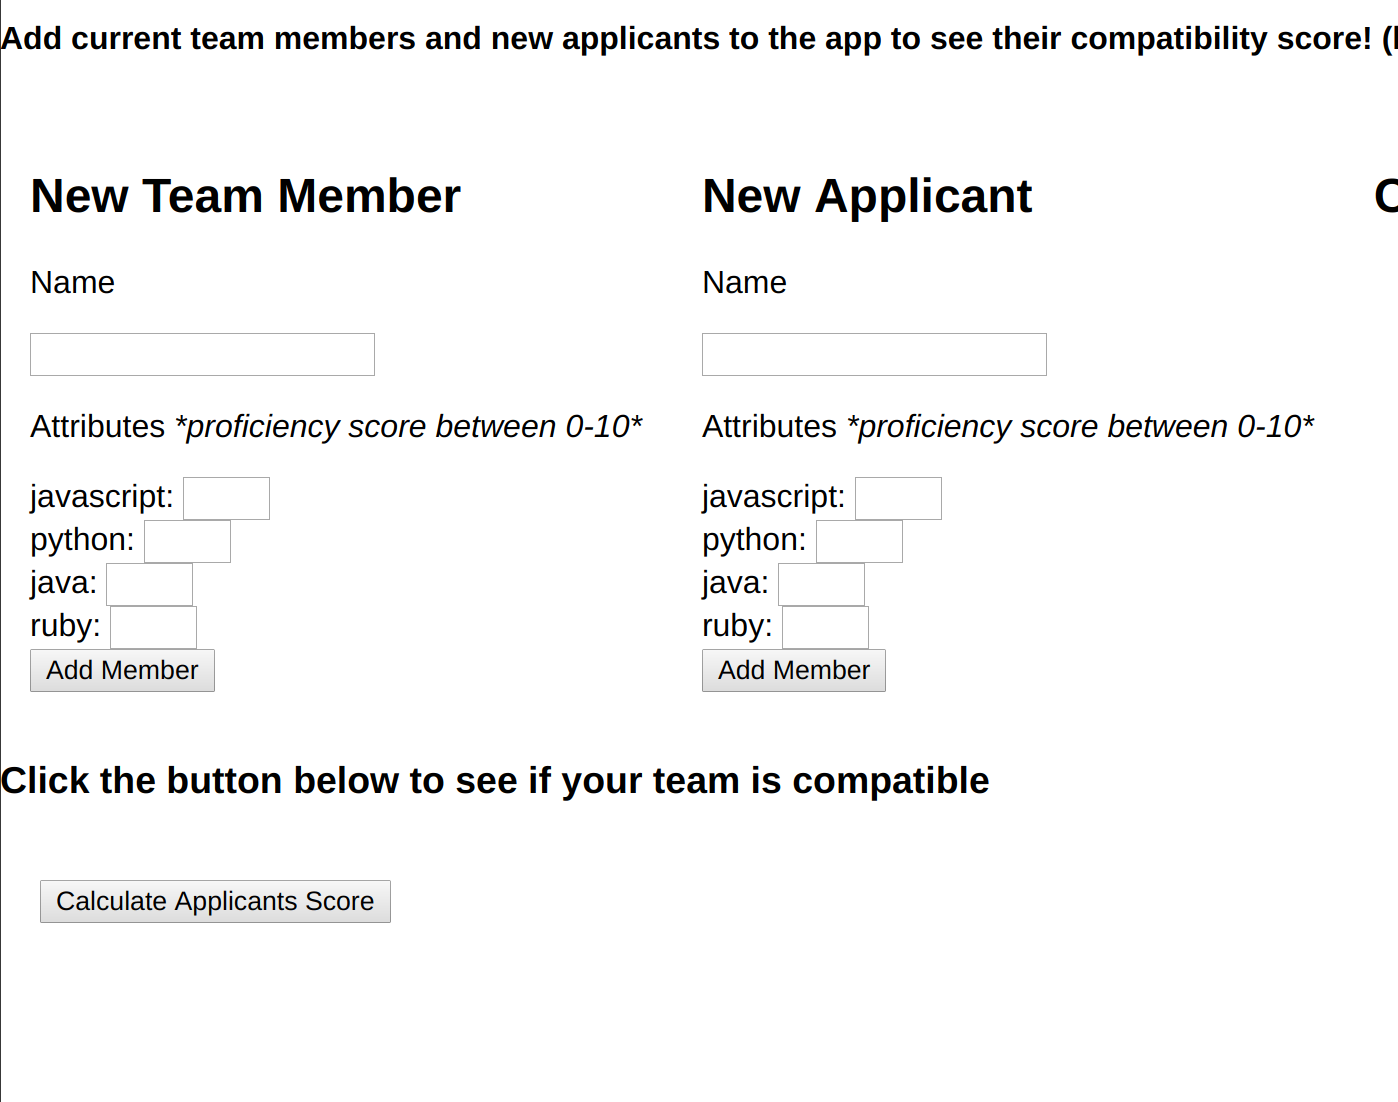 Add current team members and new applicants to the app to see their compatibility score! (
New Team Member
Name
Attributes *proficiency score between 0-10*
javascript:
python:
java:
ruby:
Add Member
New Applicant
Name
Attributes *proficiency score between 0-10*
javascript:
python:
java:
ruby:
Add Member
Click the button below to see if your team is compatible
Calculate Applicants Score